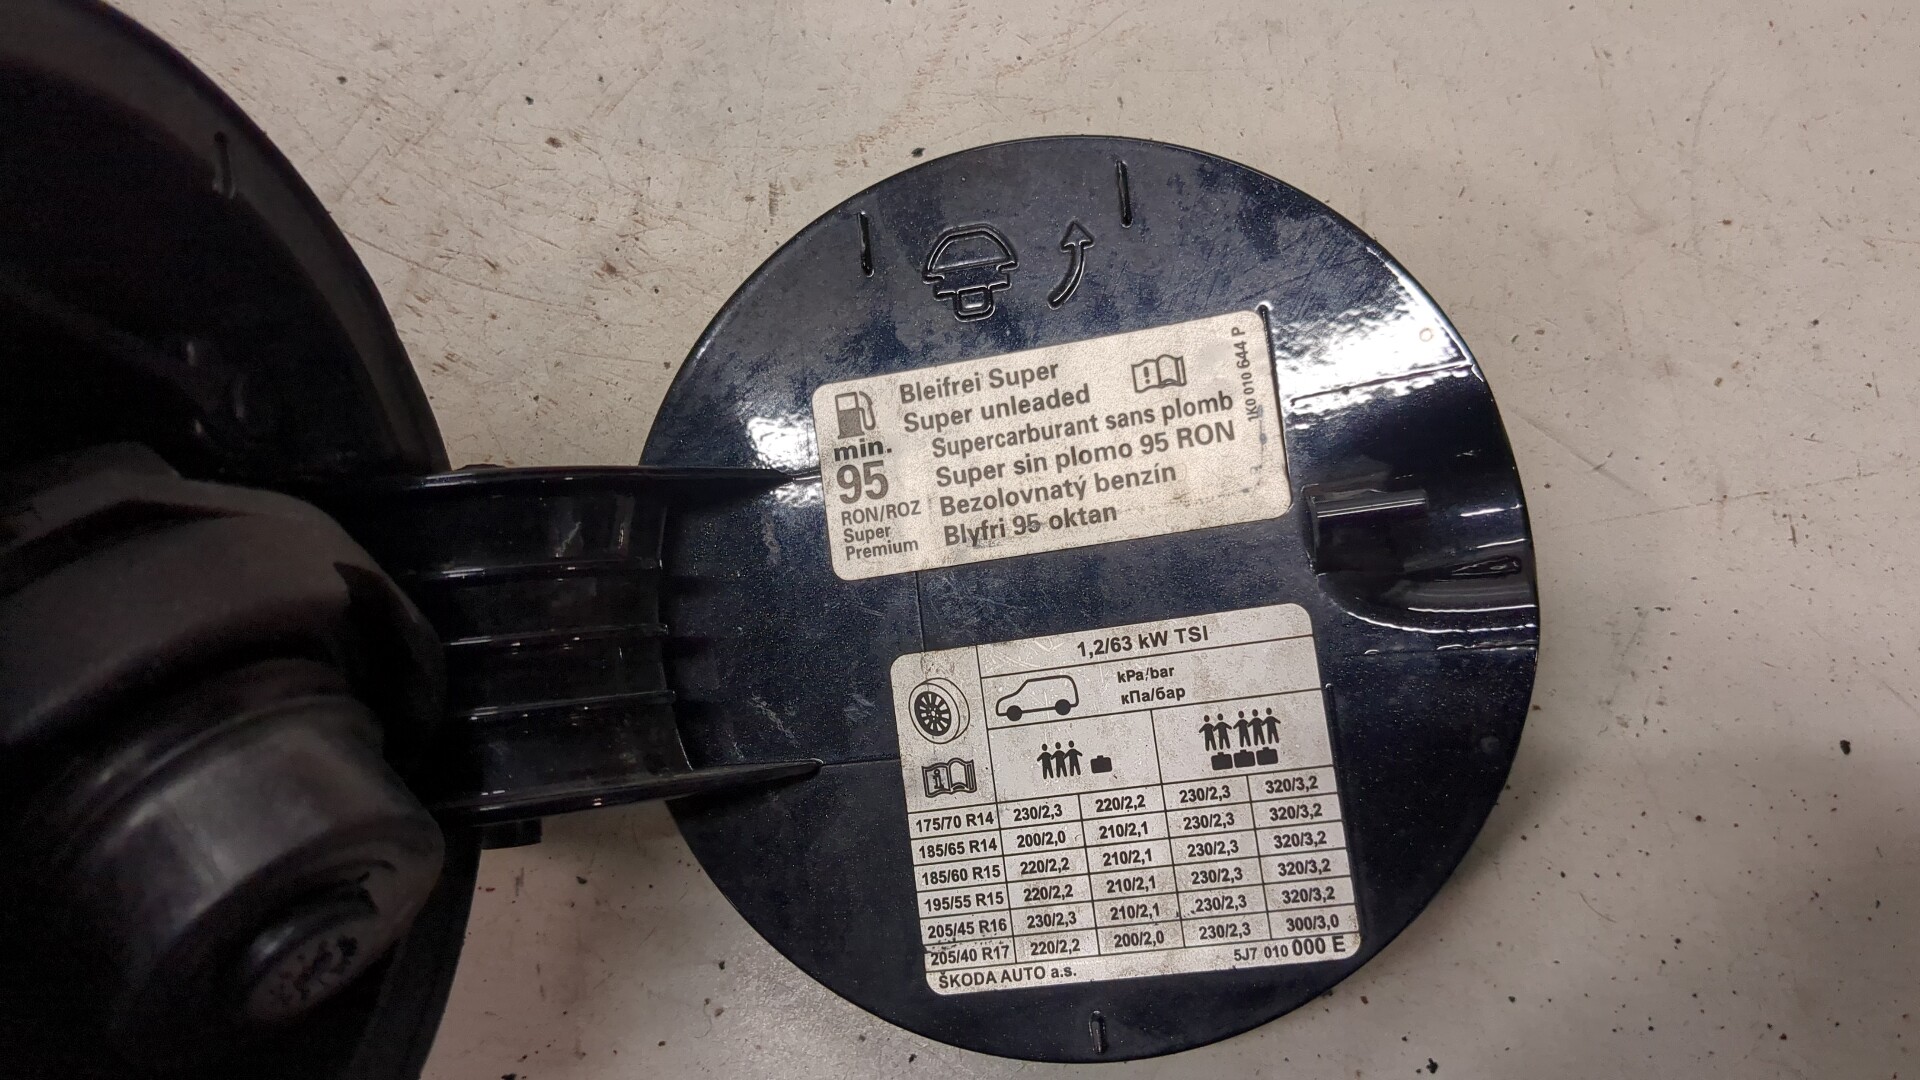 min.
95
RON/ROZ
Super
Premium
Bleifrei Super
Super unleaded
Supercarburant sans plomb
Super sin plomo 95 RON
Bezolovnatý benzín
Blyfri 95 oktan
1K0 010 644 P
1,2/63 kW TSI
kPa/bar
кПа/бар
175/70 R14 230/2,3 220/2,2 230/2,3 320/3,2
185/65 R14 200/2,0 210/2,1 230/2,3 320/3,2
185/60 R15 220/2,2 210/2,1 230/2,3 320/3,2
195/55 R15 220/2,2 210/2,1 230/2,3 320/3,2
205/45 R16 230/2,3 210/2,1 230/2,3 320/3,2
205/40 R17 220/2,2 200/2,0 230/2,3 300/3,0
ŠKODA AUTO a.s. 5J7 010 000 E